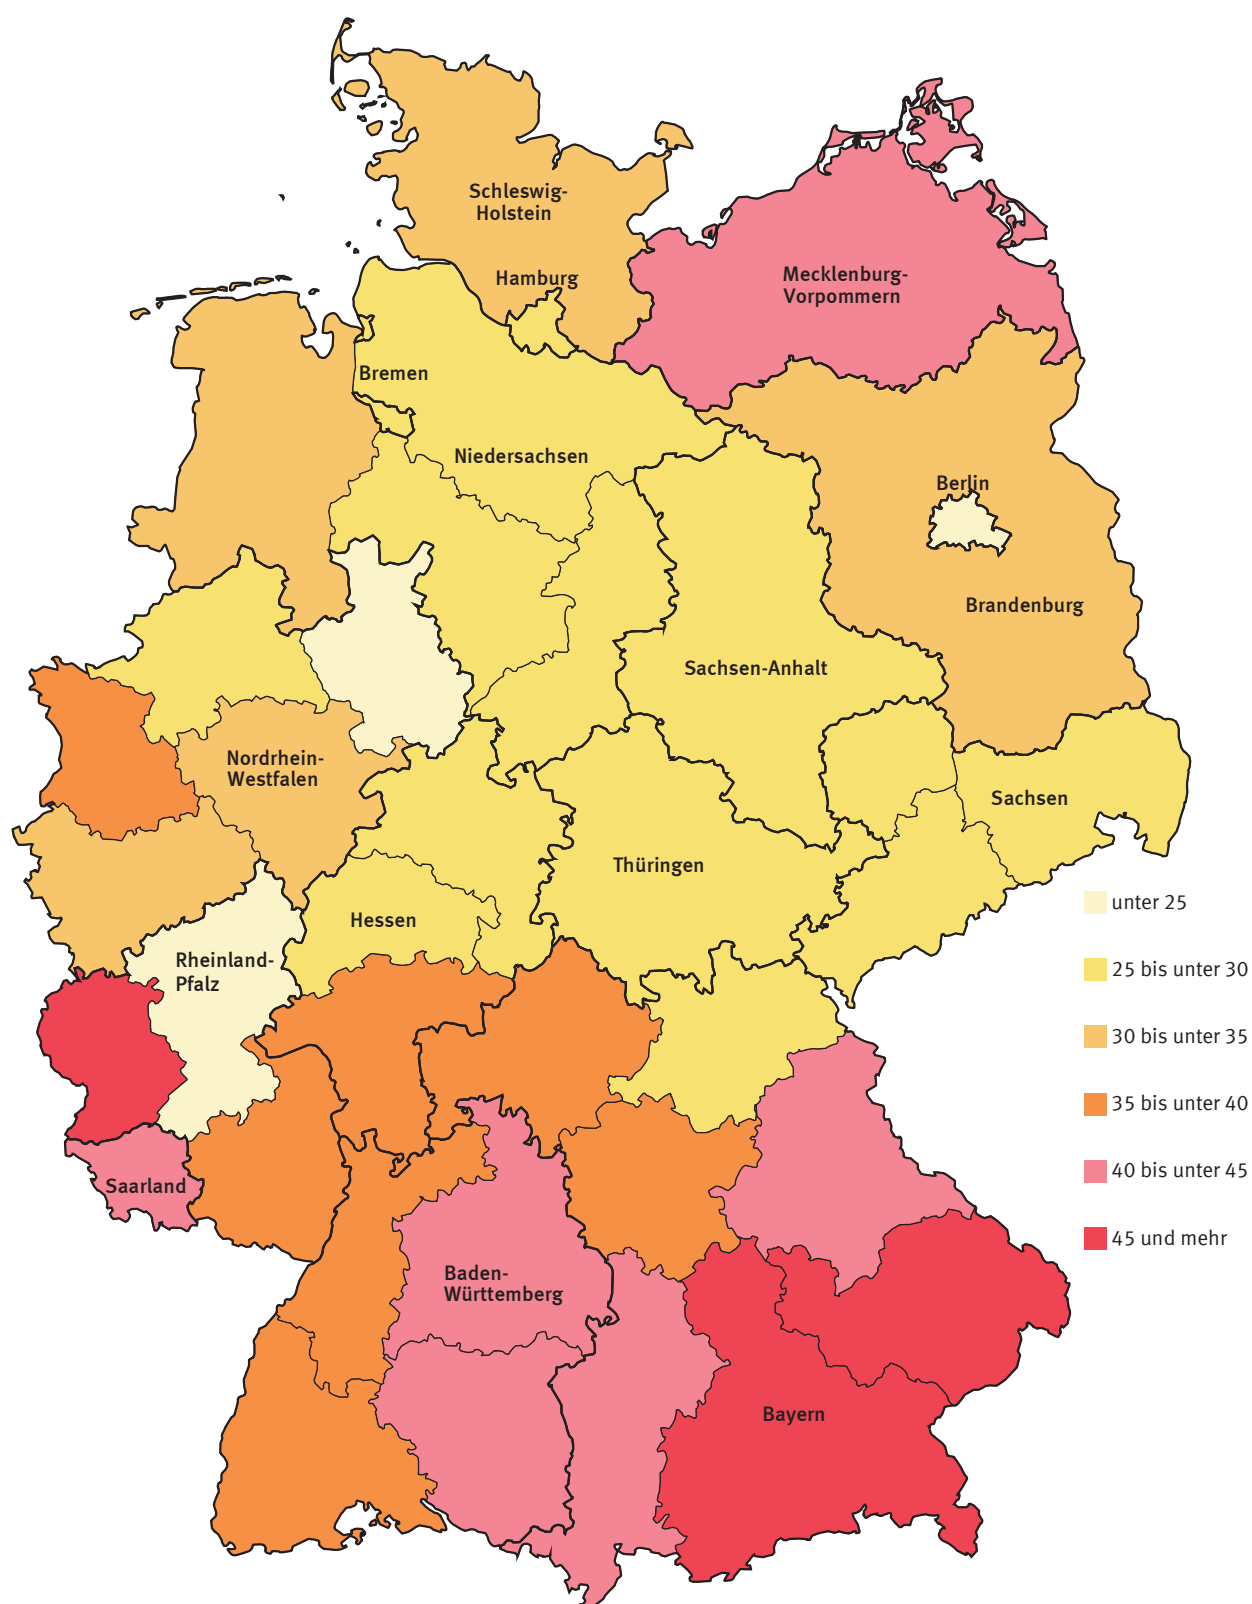 Schleswig-
Holstein
Hamburg
Mecklenburg-
Vorpommern
Bremen
Niedersachsen
Berlin
Brandenburg
Sachsen-Anhalt
Nordrhein-
Westfalen
Sachsen
Thüringen
Hessen
Rheinland-
Pfalz
Saarland
Baden-
Württemberg
Bayern
unter 25
25 bis unter 30
30 bis unter 35
35 bis unter 40
40 bis unter 45
45 und mehr